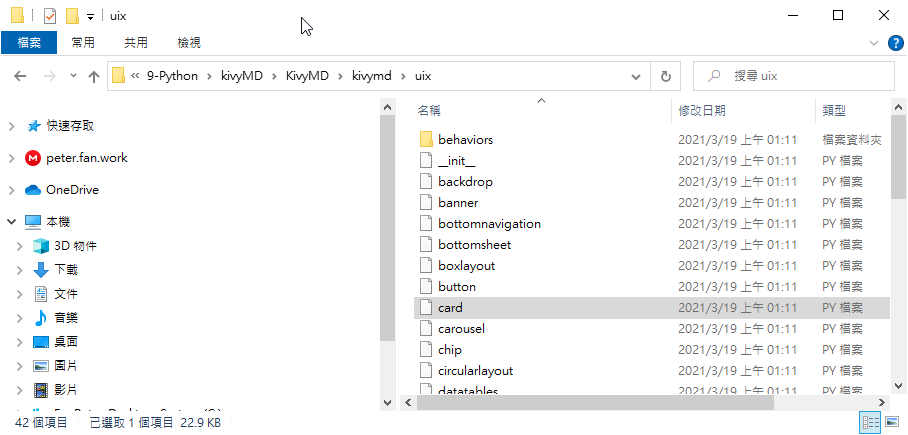 uix
檔案 常用 共用 檢視
« 9-Python > kivyMD > KivyMD > kivymd > uix 搜尋 uix
快速存取
peter.fan.work
OneDrive
本機
3D 物件
下載
文件
音樂
桌面
圖片
影片
名稱 修改日期 類型
behaviors 2021/3/19 上午 01:11 檔案資料夾
__init__ 2021/3/19 上午 01:11 PY 檔案
backdrop 2021/3/19 上午 01:11 PY 檔案
banner 2021/3/19 上午 01:11 PY 檔案
bottomnavigation 2021/3/19 上午 01:11 PY 檔案
bottomsheet 2021/3/19 上午 01:11 PY 檔案
boxlayout 2021/3/19 上午 01:11 PY 檔案
button 2021/3/19 上午 01:11 PY 檔案
card 2021/3/19 上午 01:11 PY 檔案
carousel 2021/3/19 上午 01:11 PY 檔案
chip 2021/3/19 上午 01:11 PY 檔案
circularlayout 2021/3/19 上午 01:11 PY 檔案
datatables 2021/3/19 上午 01:11 PY 檔案
42 個項目 已選取 1 個項目 22.9 KB